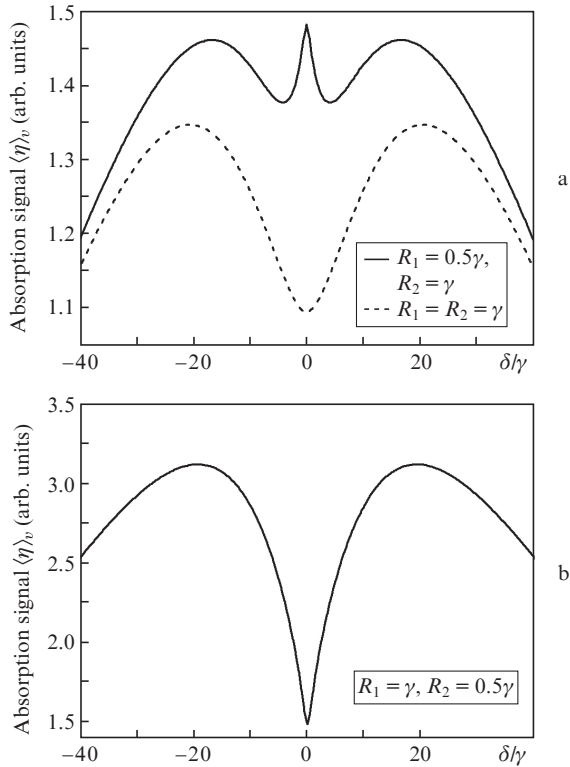 1.5
1.4
1.3
1.2
1.1
Absorption signal ⟨η⟩v (arb. units)
R1 = 0.5γ,
R2 = γ
R1 = R2 = γ
a
−40
−20
0
20
δ/γ
3.5
3.0
2.5
2.0
1.5
Absorption signal ⟨η⟩v (arb. units)
R1 = γ, R2 = 0.5γ
b
−40
−20
0
20
δ/γ